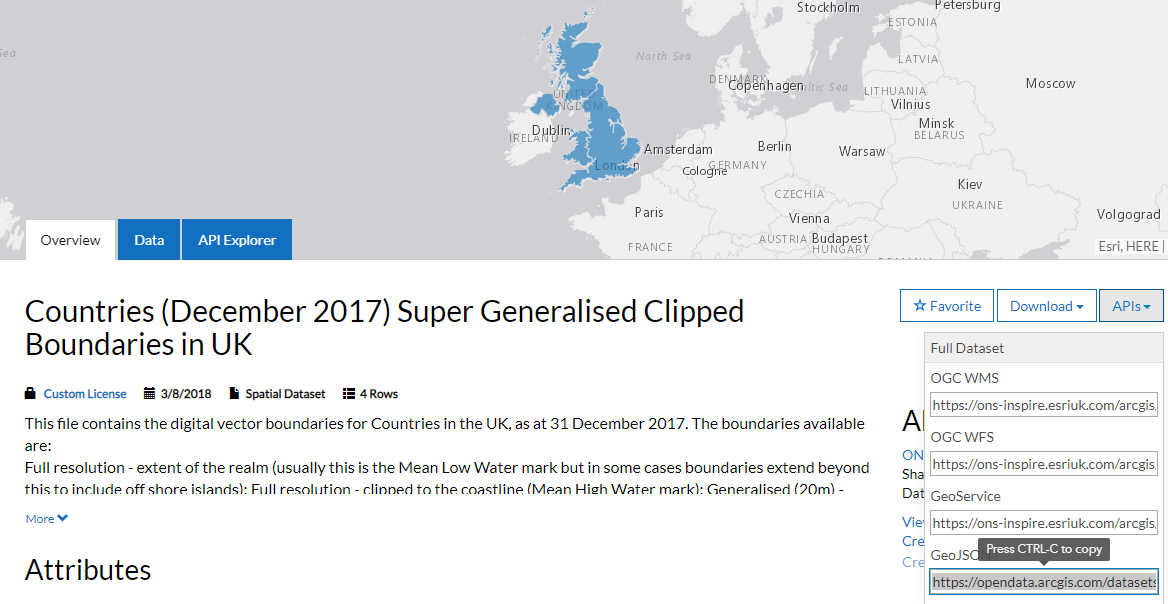 Stockholm
Petersburg
ESTONIA
Sea
North Sea
LATVIA
DENMARK
Copenhagen
Baltic Sea
Moscow
LITHUANIA
UNITED
KINGDOM
Vilnius
Minsk
BELARUS
Dublin
IRELAND
Amsterdam
Berlin
Warsaw
London
Cologne
GERMANY
Kiev
CZECHIA
UKRAINE
Paris
Vienna
Volgograd
AUSTRIA
Budapest
HUNGARY
FRANCE
Esri, HERE |
Overview
Data
API Explorer
Countries (December 2017) Super Generalised Clipped
Boundaries in UK
Favorite
Download
APIs
Full Dataset
OGC WMS
https://ons-inspire.esriuk.com/arcgis
OGC WFS
https://ons-inspire.esriuk.com/arcgis
GeoService
https://ons-inspire.esriuk.com/arcgis
Press CTRL-C to copy
GeoJSON
https://opendata.arcgis.com/datasets
Custom License
3/8/2018
Spatial Dataset
4 Rows
This file contains the digital vector boundaries for Countries in the UK, as at 31 December 2017. The boundaries available
are:
Full resolution - extent of the realm (usually this is the Mean Low Water mark but in some cases boundaries extend beyond
this to include off shore islands); Full resolution - clipped to the coastline (Mean High Water mark); Generalised (20m) -
More
ON
Sha
Dat
Vie
Cre
Cre
Attributes